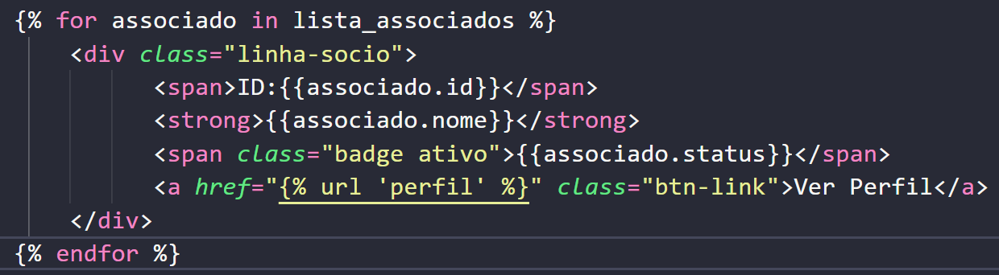 {% for associado in lista_associados %}
<div class="linha-socio">
<span>ID:{{associado.id}}</span>
<strong>{{associado.nome}}</strong>
<span class="badge ativo">{{associado.status}}</span>
<a href="{% url 'perfil' %}" class="btn-link">Ver Perfil</a>
</div>
{% endfor %}